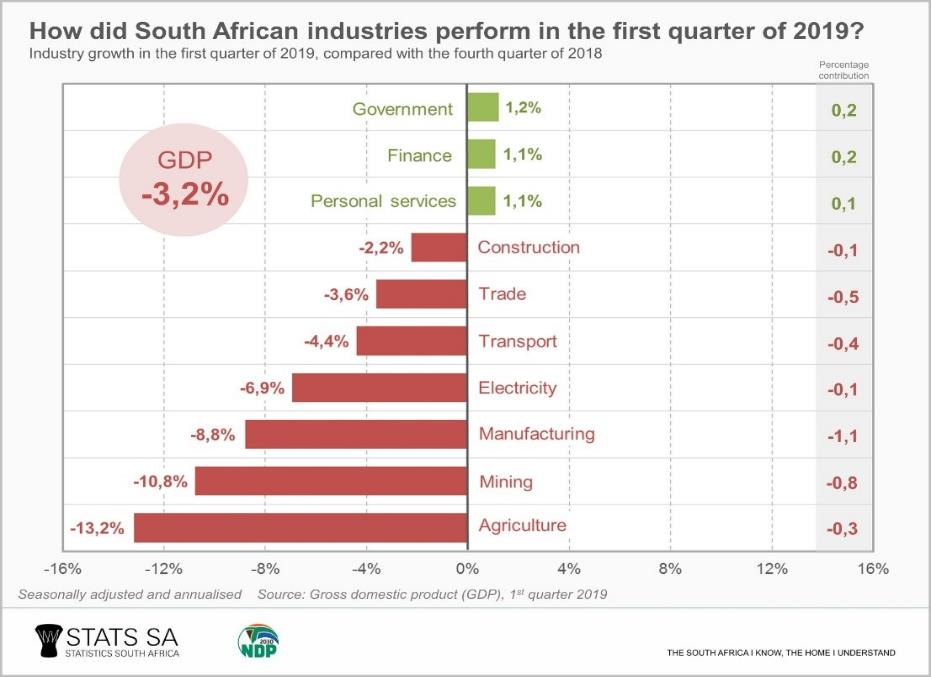 How did South African industries perform in the first quarter of 2019?
Industry growth in the first quarter of 2019, compared with the fourth quarter of 2018
Percentage
contribution
Government 1,2% 0,2
GDP
-3,2%
Finance 1,1% 0,2
Personal services 1,1% 0,1
-2,2% Construction -0,1
-3,6% Trade -0,5
-4,4% Transport -0,4
-6,9% Electricity -0,1
-8,8% Manufacturing -1,1
-10,8% Mining -0,8
-13,2% Agriculture -0,3
-16% -12% -8% -4% 0% 4% 8% 12% 16%
Seasonally adjusted and annualised Source: Gross domestic product (GDP), 1st quarter 2019
STATS SA
STATISTICS SOUTH AFRICA
2030
NDP
THE SOUTH AFRICA I KNOW, THE HOME I UNDERSTAND